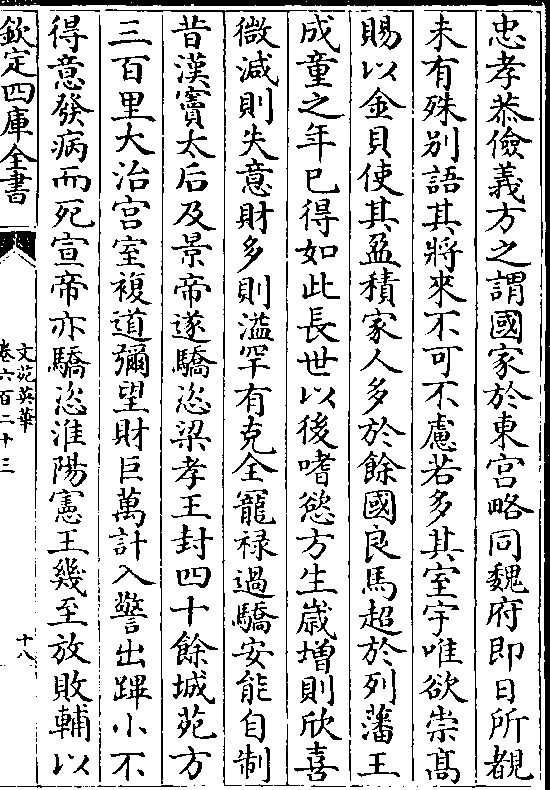 忠孝恭儉義方之謂國家於東宮略同魏府即日所覩
未有殊别語其將來不可不慮若多其室宇唯欲崇髙
賜以金貝使其盈積家人多於餘國良馬超於列藩王
成童之年已得如此長世以後嗜慾方生嵗增則欣喜
微減則失意財多則溢罕有克全寵禄過驕安能自制
昔漢竇太后及景帝遂驕恣梁孝王封四十餘城苑方
三百里大治宫室複道彌望財巨萬計入警出蹕小不
得意發病而死宣帝亦驕恣淮陽憲王幾至放敗輔以
欽定四庫全書
文苑英華
卷六百二十三
十八